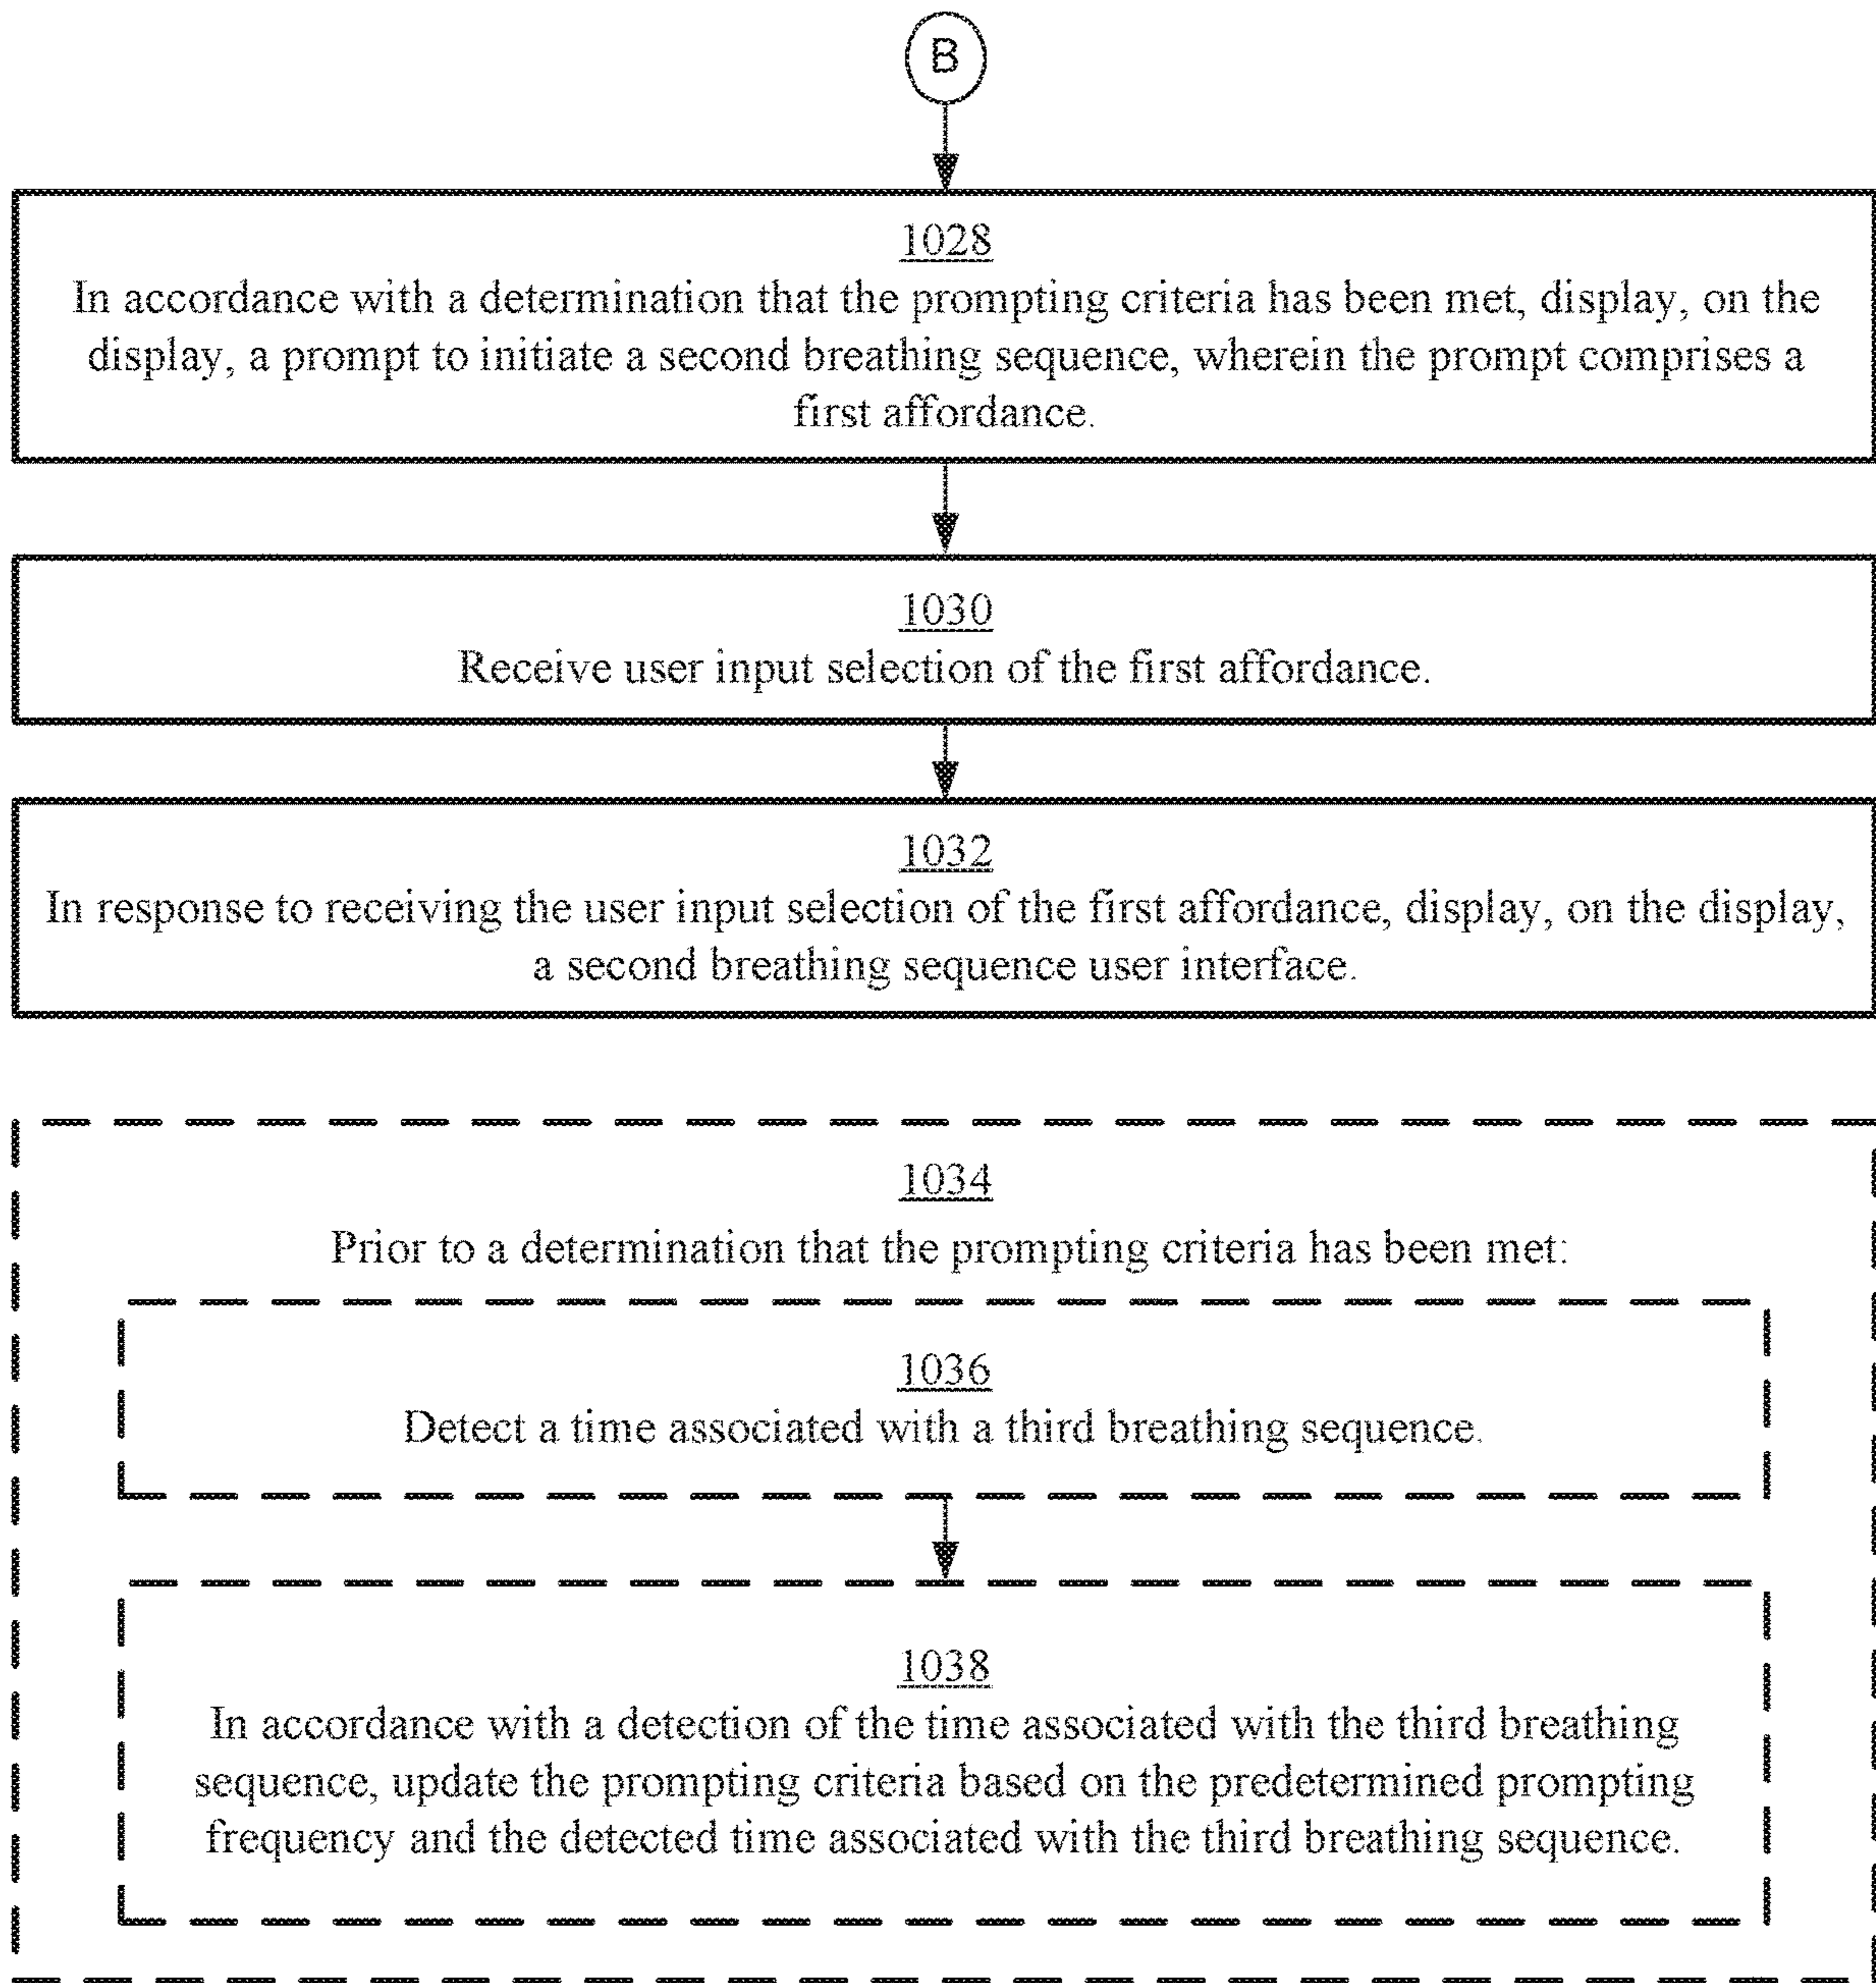 B
1028
In accordance with a determination that the prompting criteria has been met, display, on the
display, a prompt to initiate a second breathing sequence, wherein the prompt comprises a
first affordance.
1030
Receive user input selection of the first affordance.
1032
In response to receiving the user input selection of the first affordance, display, on the display,
a second breathing sequence user interface.
1034
Prior to a determination that the prompting criteria has been met:
1036
Detect a time associated with a third breathing sequence.
1038
In accordance with a detection of the time associated with the third breathing
sequence, update the prompting criteria based on the predetermined prompting
frequency and the detected time associated with the third breathing sequence.